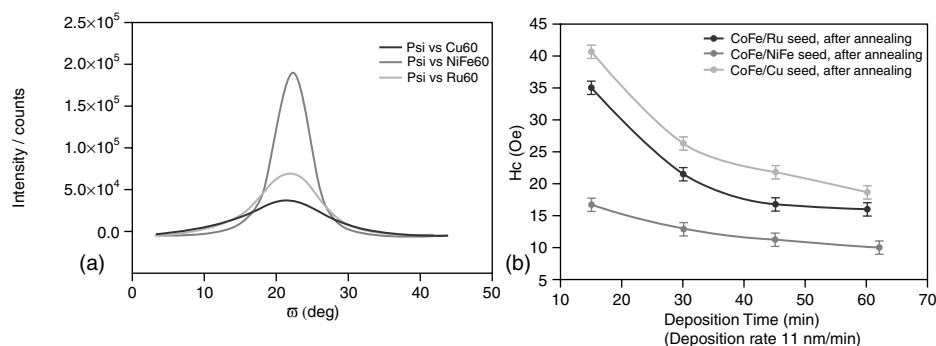 2.5×10⁵
2.0×10⁵
1.5×10⁵
1.0×10⁵
5.0×10⁴
0.0
Intensity / counts
Psi vs Cu60
Psi vs NiFe60
Psi vs Ru60
(a)
0 10 20 30 40 50
ϖ (deg)
45
40
35
30
25
20
15
10
5
Hc (Oe)
CoFe/Ru seed, after annealing
CoFe/NiFe seed, after annealing
CoFe/Cu seed, after annealing
(b)
10 20 30 40 50 60 70
Deposition Time (min)
(Deposition rate 11 nm/min)